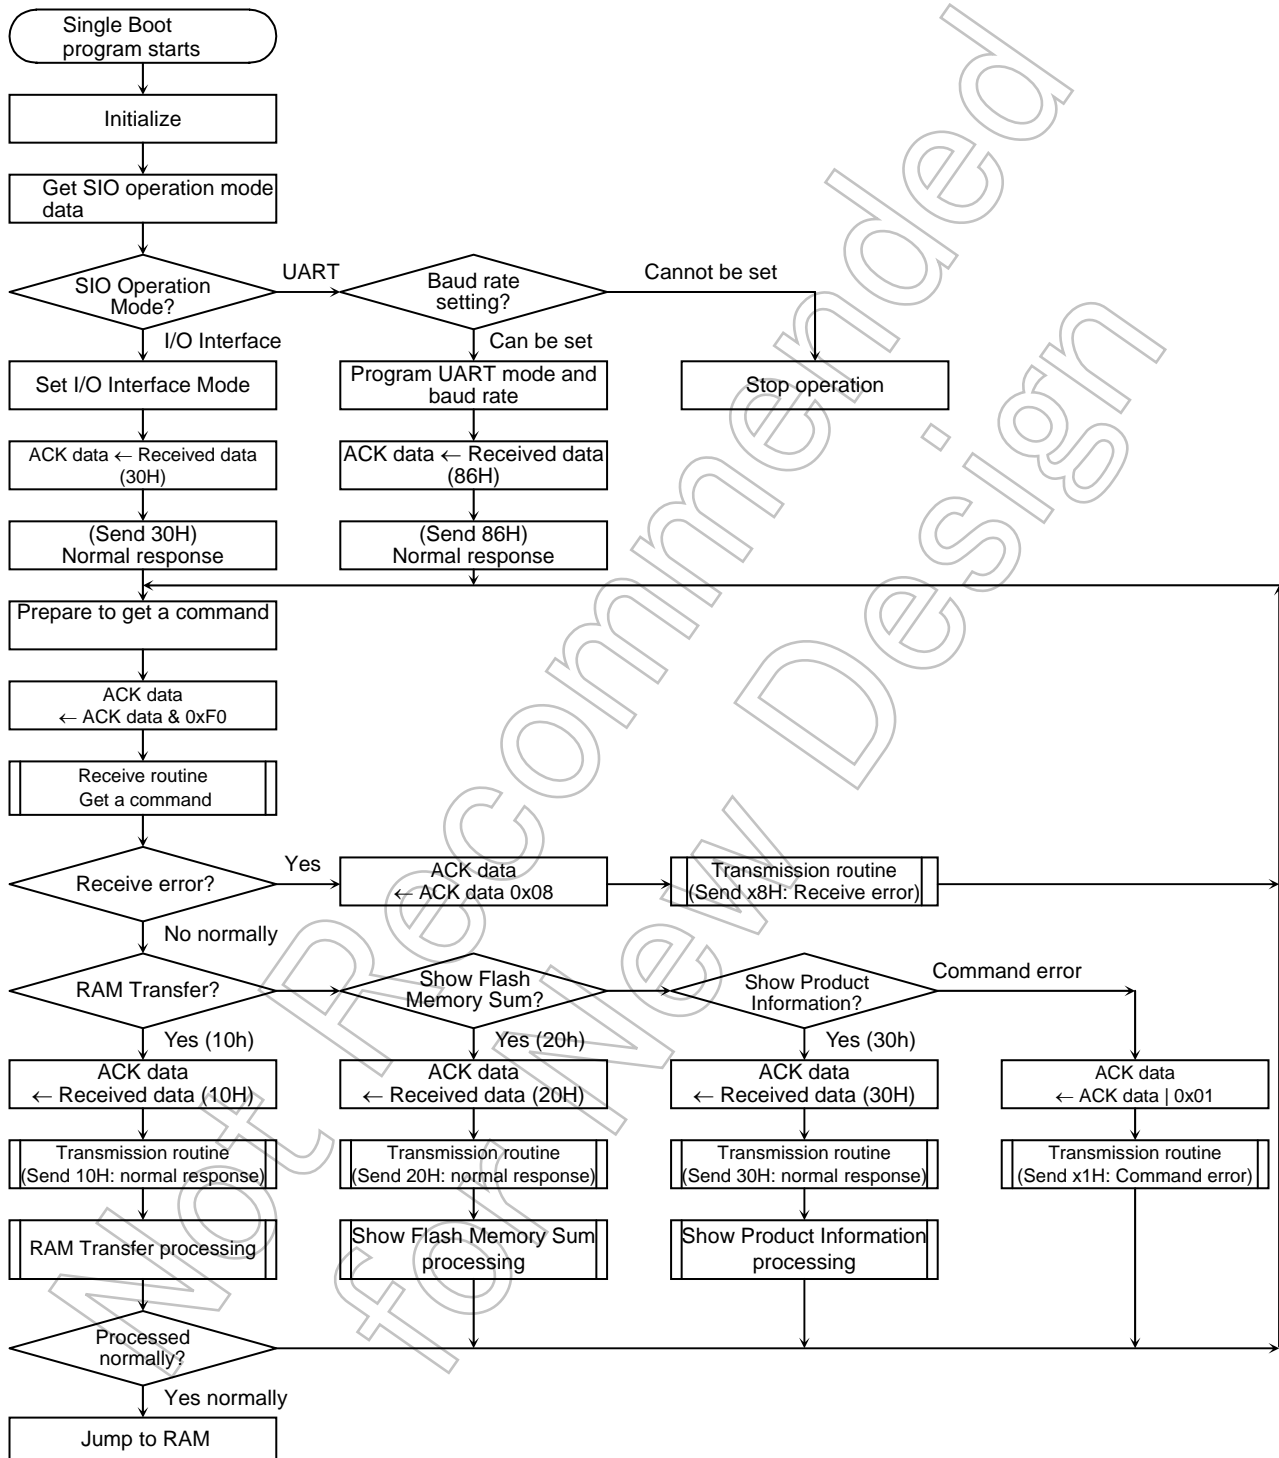 Single Boot
program starts
Initialize
Get SIO operation mode
data
SIO Operation
Mode?
UART
Baud rate
setting?
Cannot be set
I/O Interface
Can be set
Set I/O Interface Mode
Program UART mode and
baud rate
Stop operation
ACK data ← Received data
(30H)
ACK data ← Received data
(86H)
(Send 30H)
Normal response
(Send 86H)
Normal response
Prepare to get a command
ACK data
← ACK data & 0xF0
Receive routine
Get a command
Receive error?
Yes
ACK data
← ACK data 0x08
Transmission routine
(Send x8H: Receive error)
No normally
RAM Transfer?
Show Flash
Memory Sum?
Show Product
Information?
Command error
Yes (10h)
Yes (20h)
Yes (30h)
ACK data
← Received data (10H)
ACK data
← Received data (20H)
ACK data
← Received data (30H)
ACK data
← ACK data | 0x01
Transmission routine
(Send 10H: normal response)
Transmission routine
(Send 20H: normal response)
Transmission routine
(Send 30H: normal response)
Transmission routine
(Send x1H: Command error)
RAM Transfer processing
Show Flash Memory Sum
processing
Show Product Information
processing
Processed
normally?
Yes normally
Jump to RAM
Not Recommended
for New Design